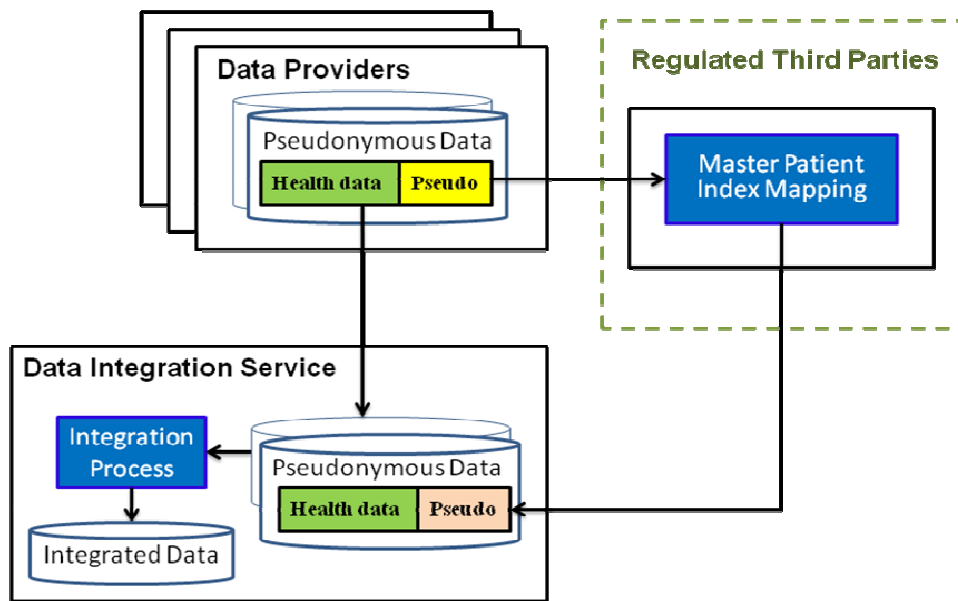 Data Providers
Pseudonymous Data
Health data
Pseudo
Regulated Third Parties
Master Patient
Index Mapping
Data Integration Service
Integration
Process
Integrated Data
Pseudonymous Data
Health data
Pseudo